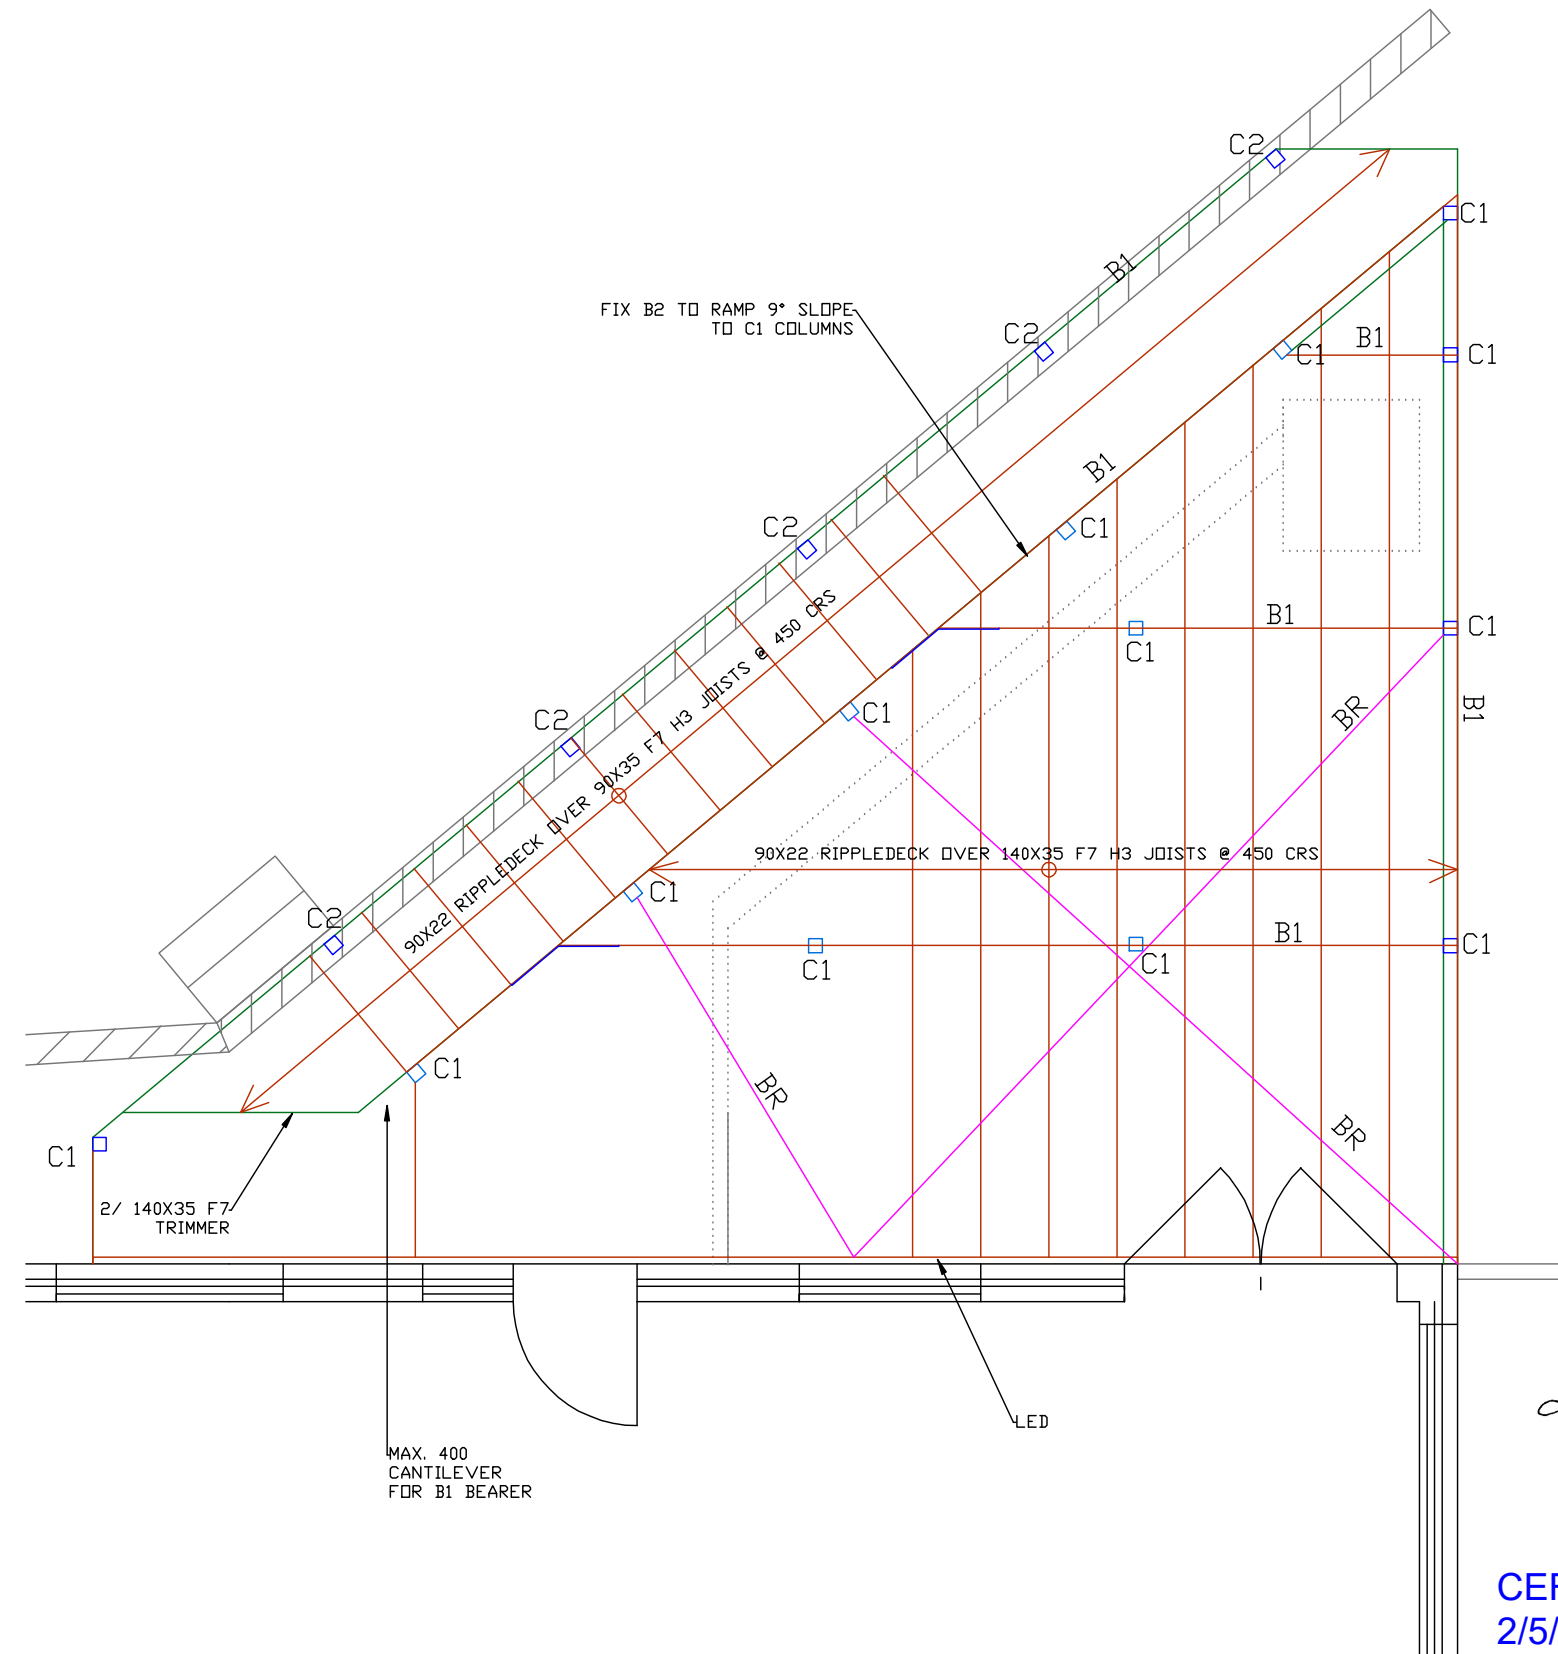 C2
C1
B1
FIX B2 TO RAMP 9° SLOPE
TO C1 COLUMNS
C2
B1
C1
C1
B1
C2
C1
B1
C1
C1
C2
90X22 RIPPLEDECK OVER 90X35 F7 H3 JOISTS @ 450 CRS
C1
BR
B1
90X22 RIPPLEDECK OVER 140X35 F7 H3 JOISTS @ 450 CRS
C1
C2
B1
C1
C1
C1
C1
BR
BR
C1
2/ 140X35 F7
TRIMMER
LED
MAX. 400
CANTILEVER
FOR B1 BEARER
2/5/